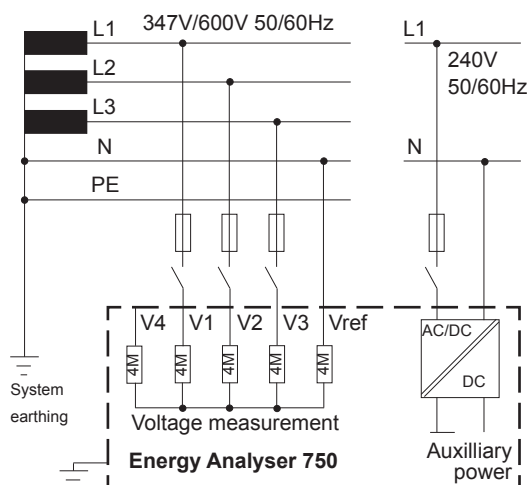 L1 347V/600V 50/60Hz
L2
L3
N
PE
L1
240V
50/60Hz
N
V4 V1 V2 V3 Vref
4M 4M 4M 4M 4M
Voltage measurement
Energy Analyser 750
AC/DC
DC
Auxilliary
power
System
earthing